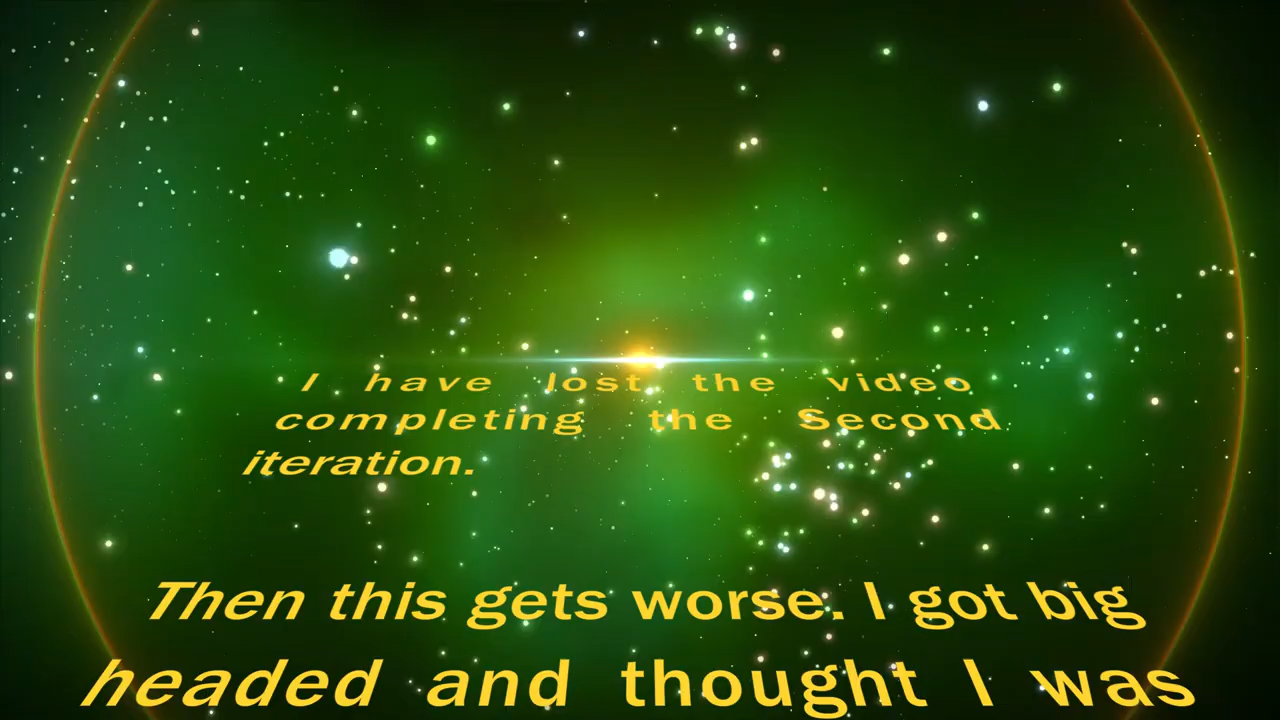 I have lost the video
completing the Second
iteration.
Then this gets worse. I got big
headed and thought I was